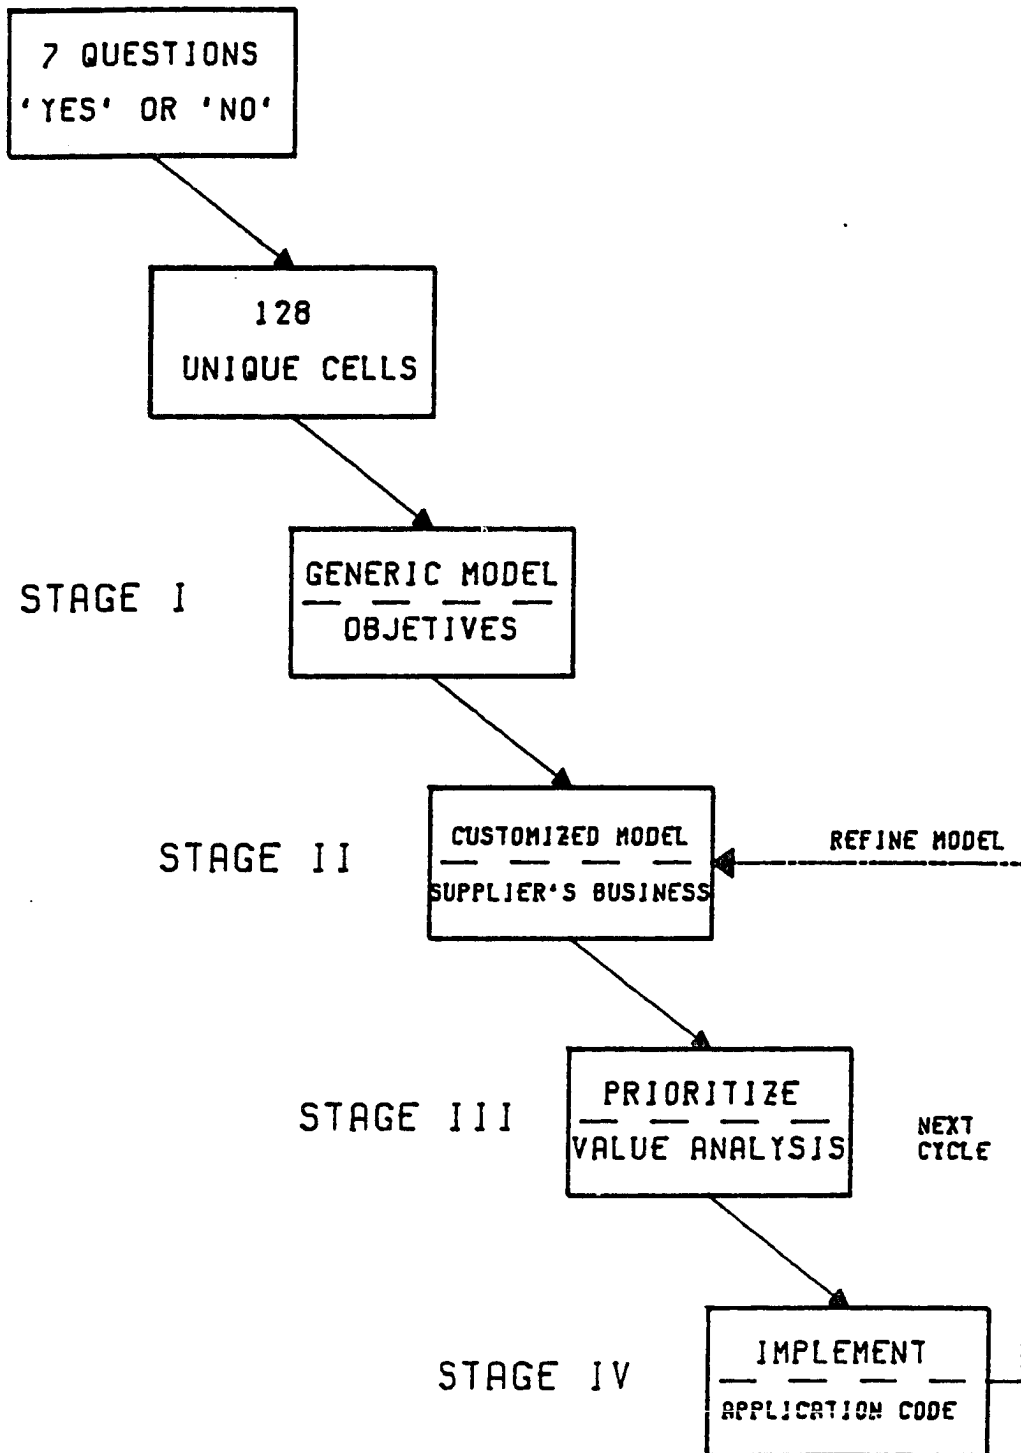 7 QUESTIONS
'YES' OR 'NO'
128
UNIQUE CELLS
STAGE I
GENERIC MODEL
OBJETIVES
STAGE II
CUSTOMIZED MODEL
SUPPLIER'S BUSINESS
REFINE MODEL
STAGE III
PRIORITIZE
VALUE ANALYSIS
NEXT
CYCLE
STAGE IV
IMPLEMENT
APPLICATION CODE